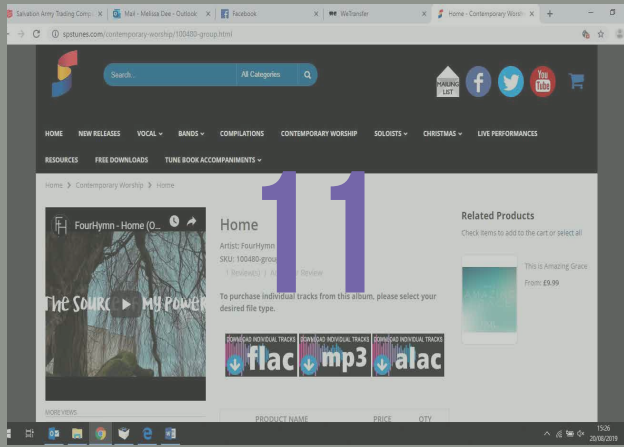 Salvation Army Trading Compa
Mail - Melissa Dee - Outlook
Facebook
WeTransfer
Home - Contemporary Worship
spstunes.com/contemporary-worship/100480-group.html
Search...
All Categories
MAILING LIST
You Tube
HOME NEW RELEASES VOCAL BANDS COMPILATIONS CONTEMPORARY WORSHIP SOLOISTS CHRISTMAS LIVE PERFORMANCES
RESOURCES FREE DOWNLOADS TUNE BOOK ACCOMPANIMENTS
Home > Contemporary Worship > Home
11
FourHymn - Home (O...
THE SOURC MY POWER
MORE VIEWS
Home
Artist: FourHymn
SKU: 100480-group
1 Review(s) / Add Your Review
To purchase individual tracks from this album, please select your
desired file type.
DOWNLOAD INDIVIDUAL TRACKS
flac
DOWNLOAD INDIVIDUAL TRACKS
mp3
DOWNLOAD INDIVIDUAL TRACKS
alac
PRODUCT NAME PRICE QTY
Related Products
Check items to add to the cart or select all
This is Amazing Grace
From: £9.99
15:26
20/08/2019